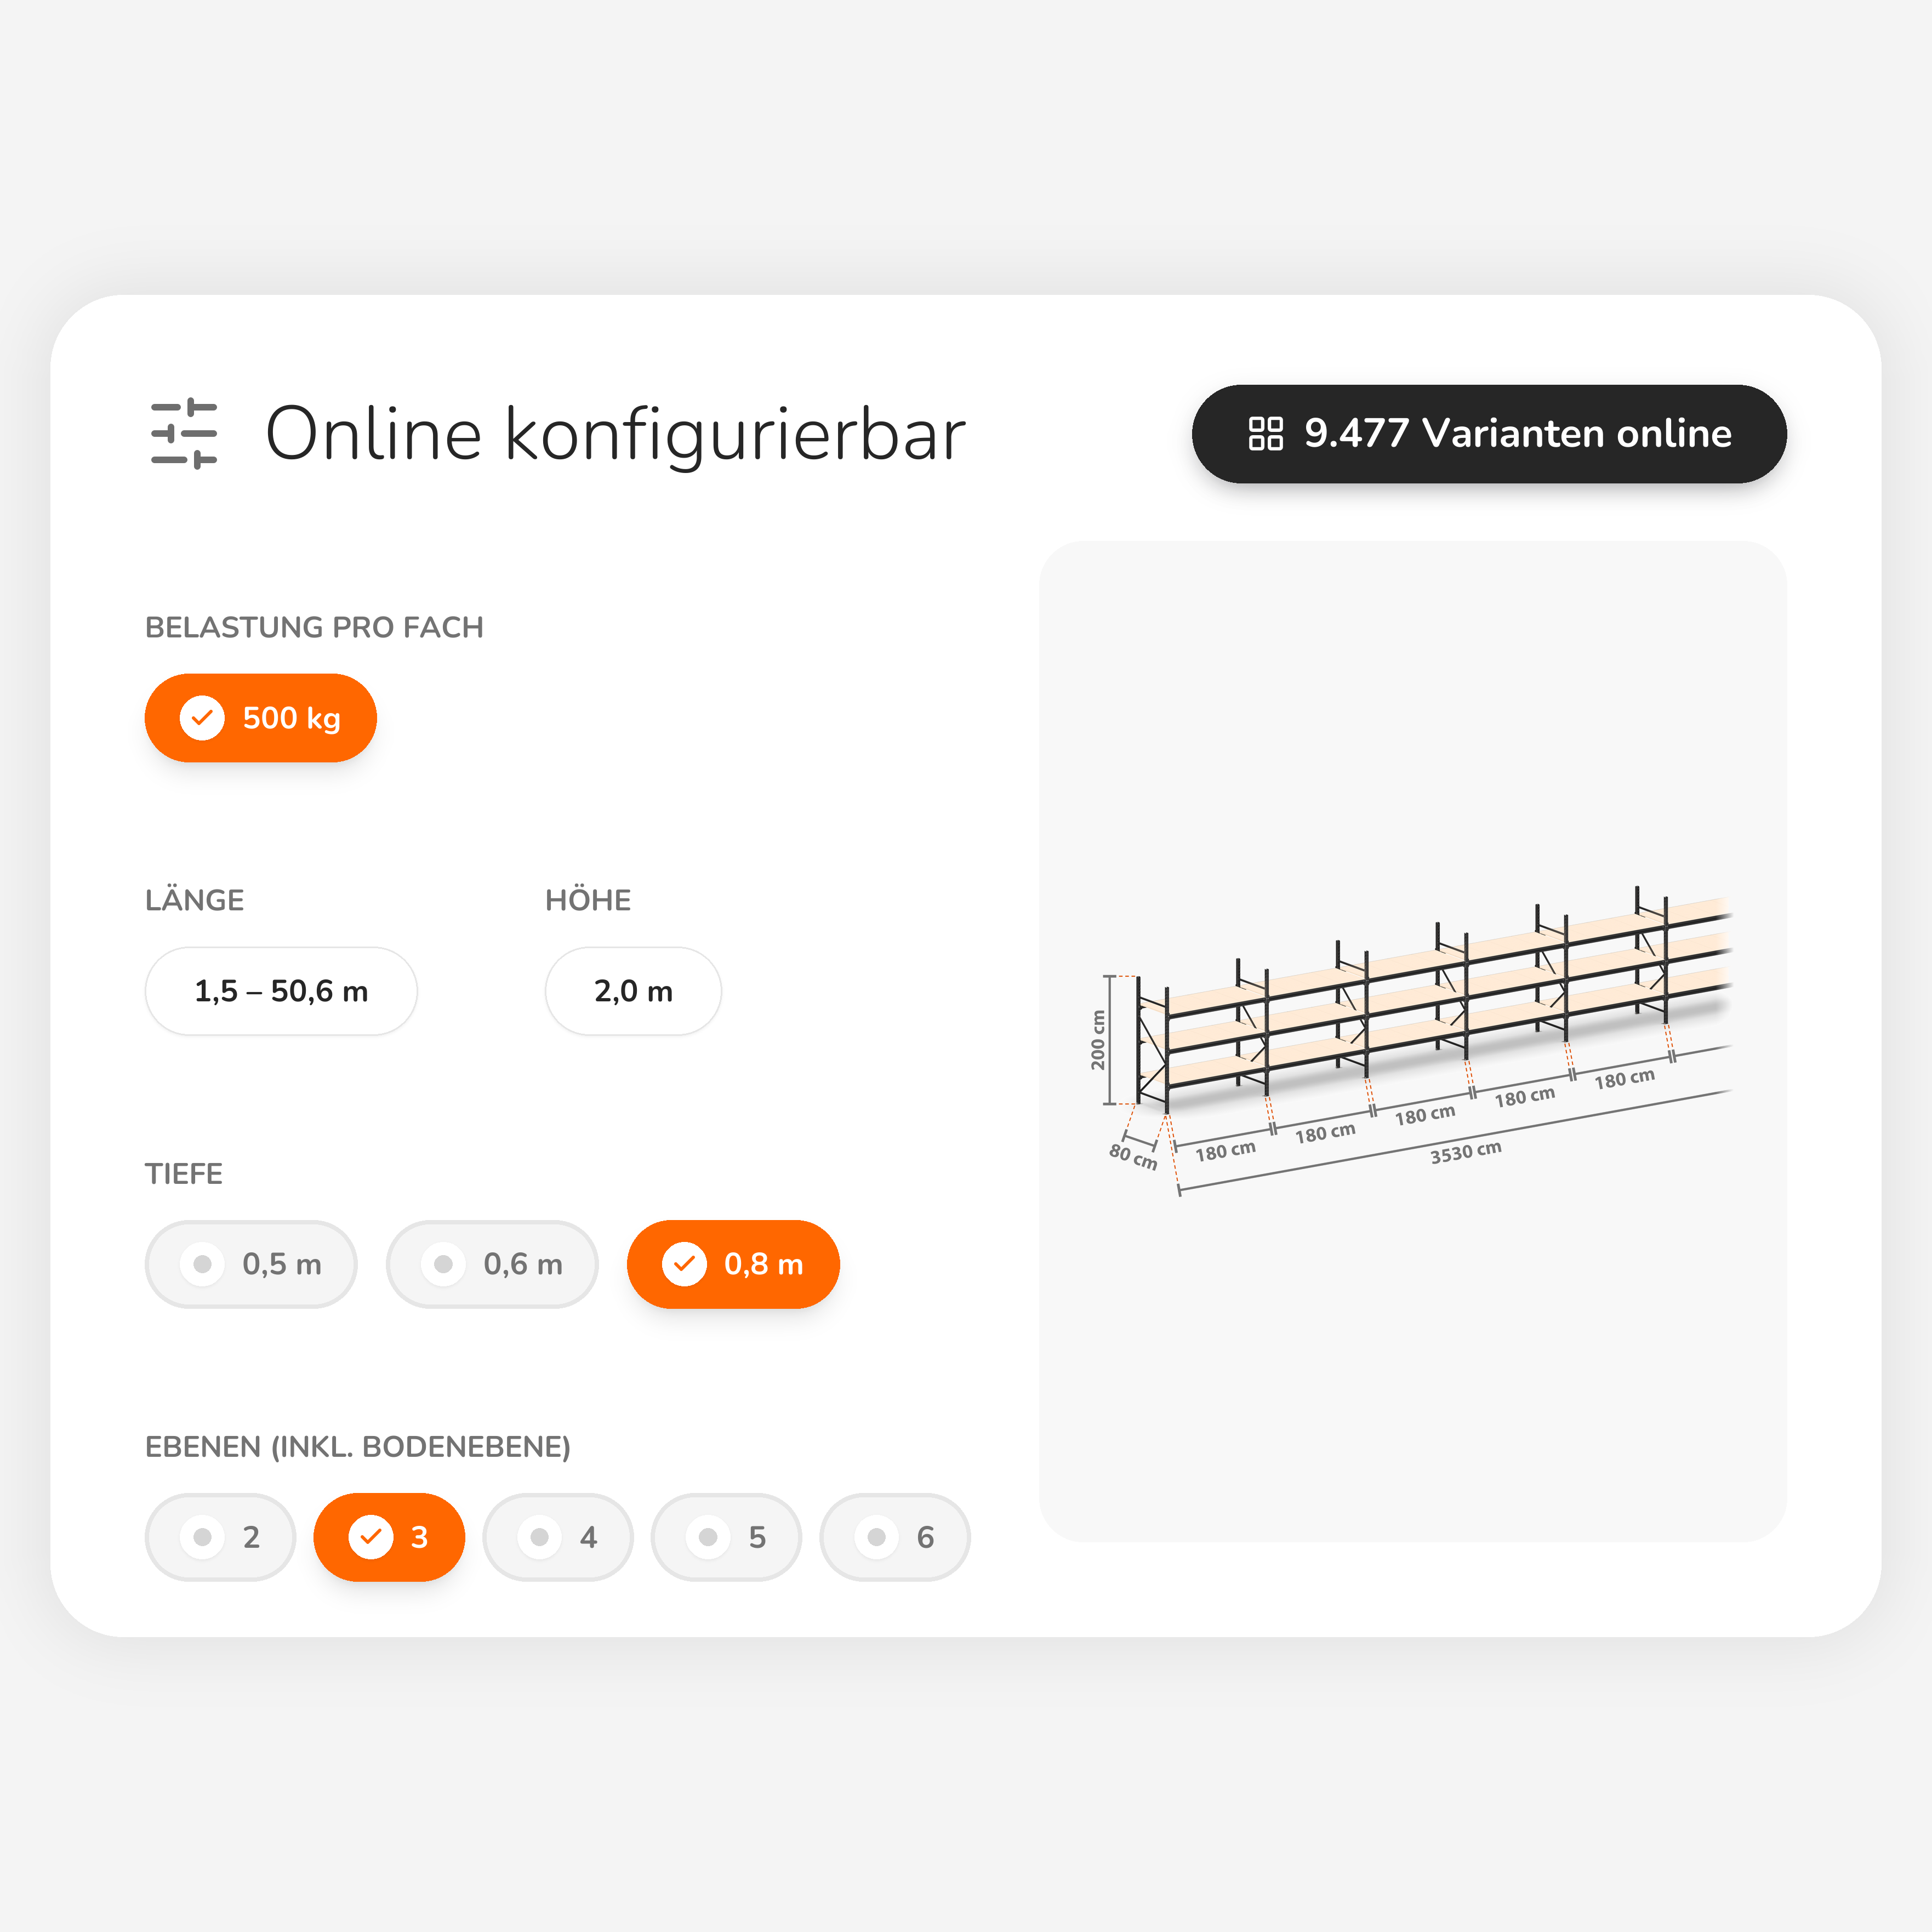 Online konfigurierbar
9.477 Varianten online
BELASTUNG PRO FACH
500 kg
LÄNGE
HÖHE
1,5 – 50,6 m
2,0 m
TIEFE
0,5 m
0,6 m
0,8 m
EBENEN (INKL. BODENEBENE)
2
3
4
5
6
200 cm
80 cm
180 cm
180 cm
180 cm
180 cm
180 cm
3530 cm